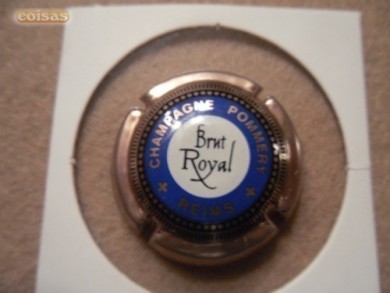 coisas
CHAMPAGNE POMMERY
Brut
Royal
REIMS